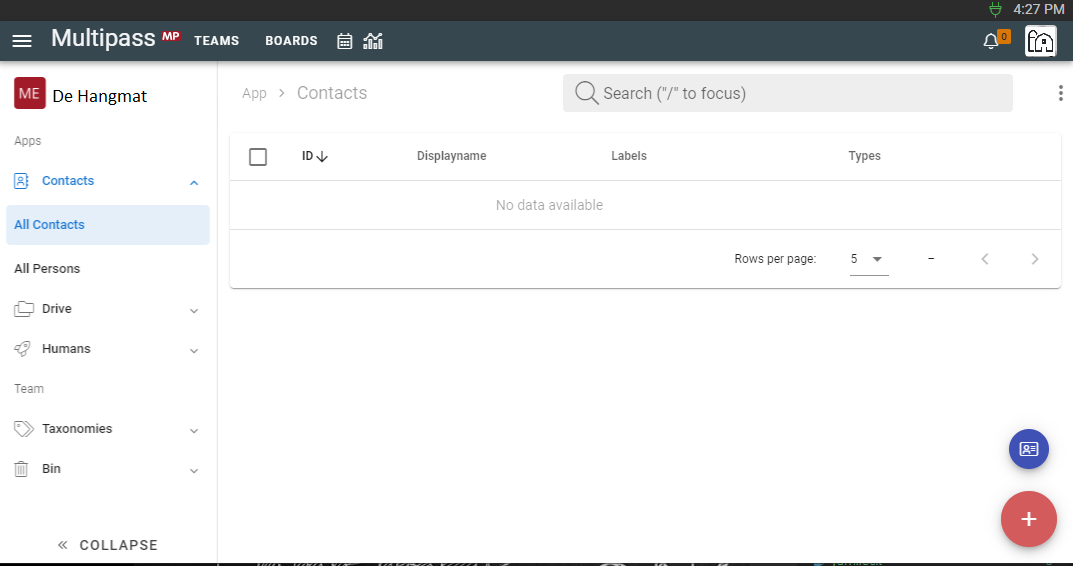 4:27 PM
Multipass MP TEAMS BOARDS 0
ME De Hangmat
App Contacts
Search ("/" to focus)
Apps
Contacts
All Contacts
All Persons
Drive
Humans
Team
Taxonomies
Bin
COLLAPSE
ID Displayname Labels Types
No data available
Rows per page: 5 –